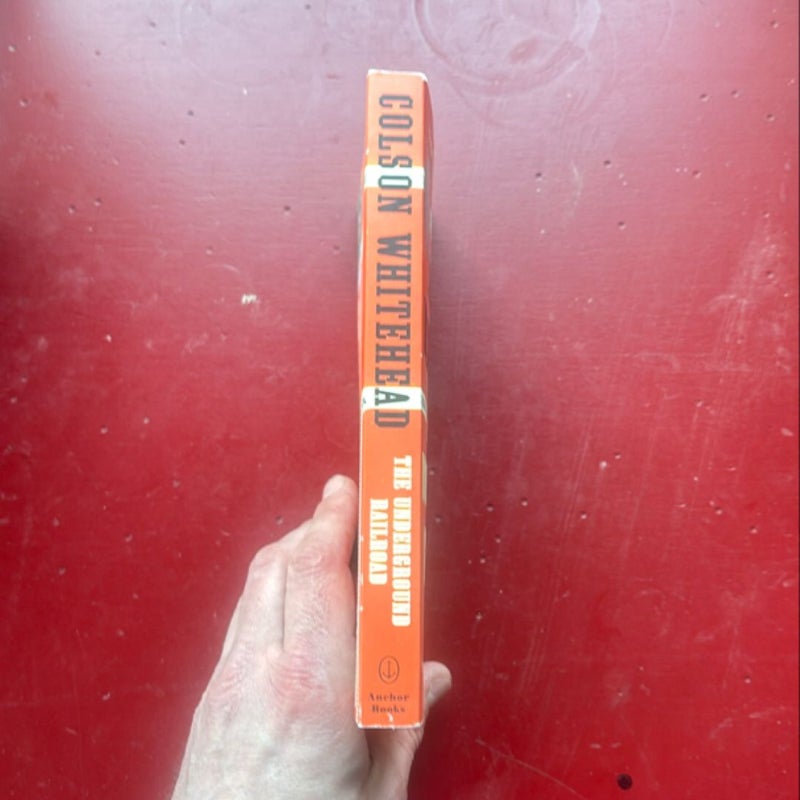 COLSON WHITEHEAD
THE UNDERGROUND
RAILROAD
Anchor
Books